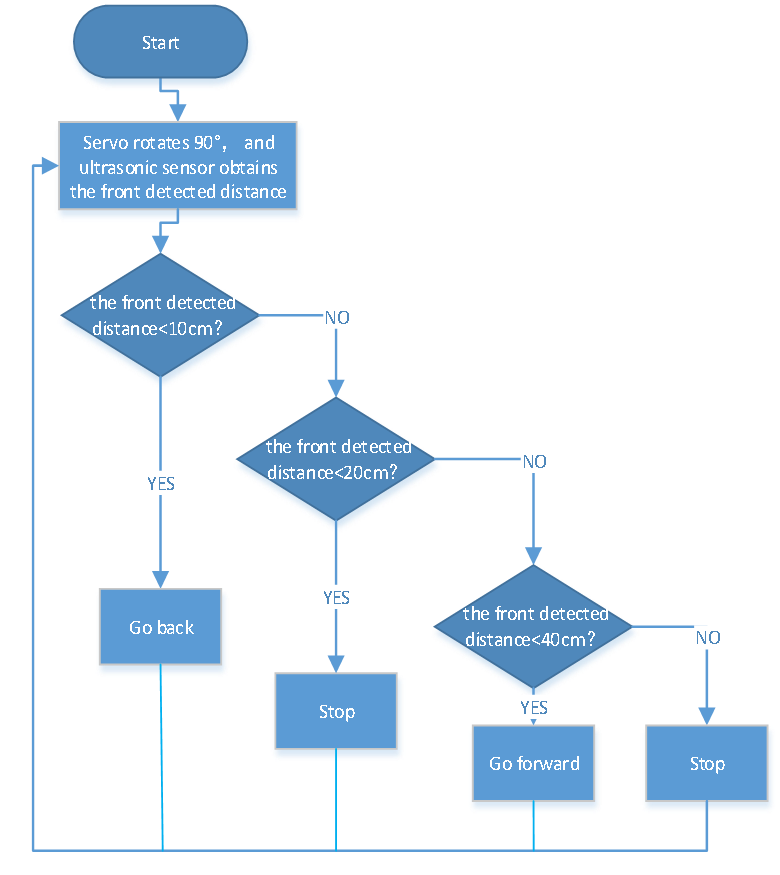 Start
Servo rotates 90°， and
ultrasonic sensor obtains
the front detected distance
the front detected
distance<10cm?
NO
the front detected
distance<20cm?
NO
YES
the front detected
distance<40cm?
YES
NO
Go back
Stop
YES
Go forward
Stop